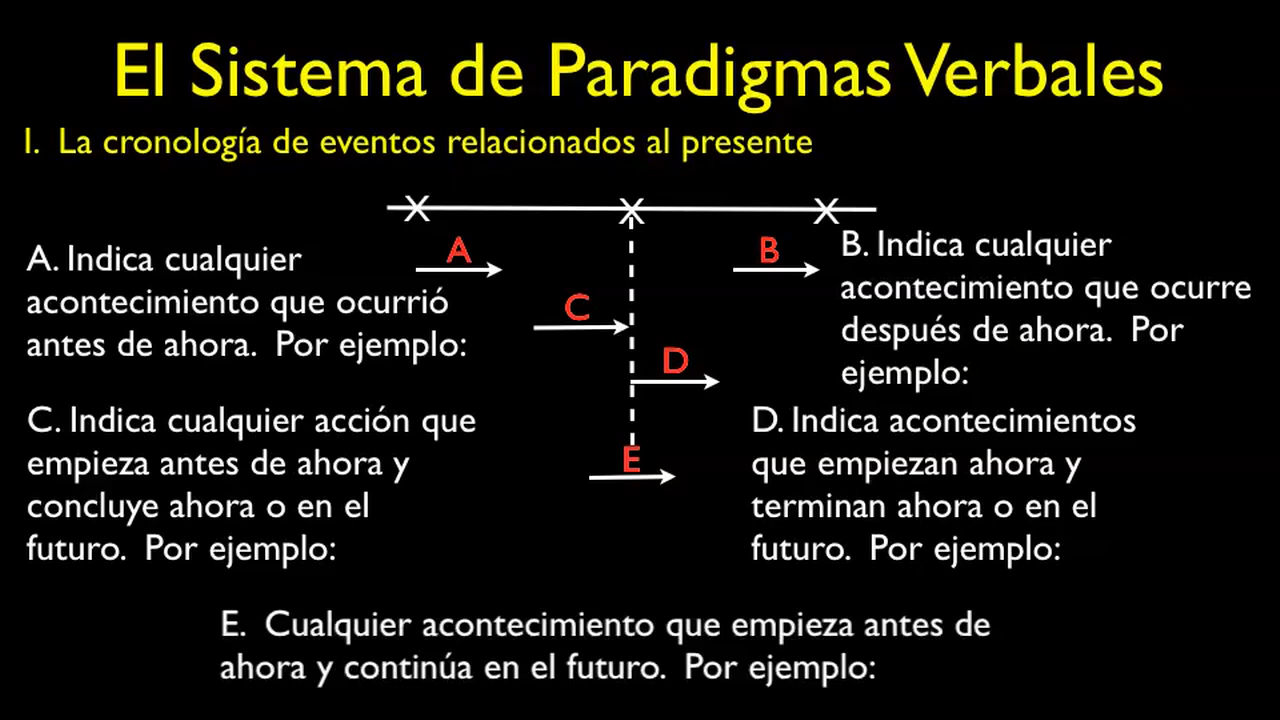 El Sistema de Paradigmas Verbales
I. La cronología de eventos relacionados al presente
X X X
A
B
C
D
E
A. Indica cualquier
acontecimiento que ocurrió
antes de ahora. Por ejemplo:
B. Indica cualquier
acontecimiento que ocurre
después de ahora. Por
ejemplo:
C. Indica cualquier acción que
empieza antes de ahora y
concluye ahora o en el
futuro. Por ejemplo:
D. Indica acontecimientos
que empiezan ahora y
terminan ahora o en el
futuro. Por ejemplo:
E. Cualquier acontecimiento que empieza antes de
ahora y continúa en el futuro. Por ejemplo: